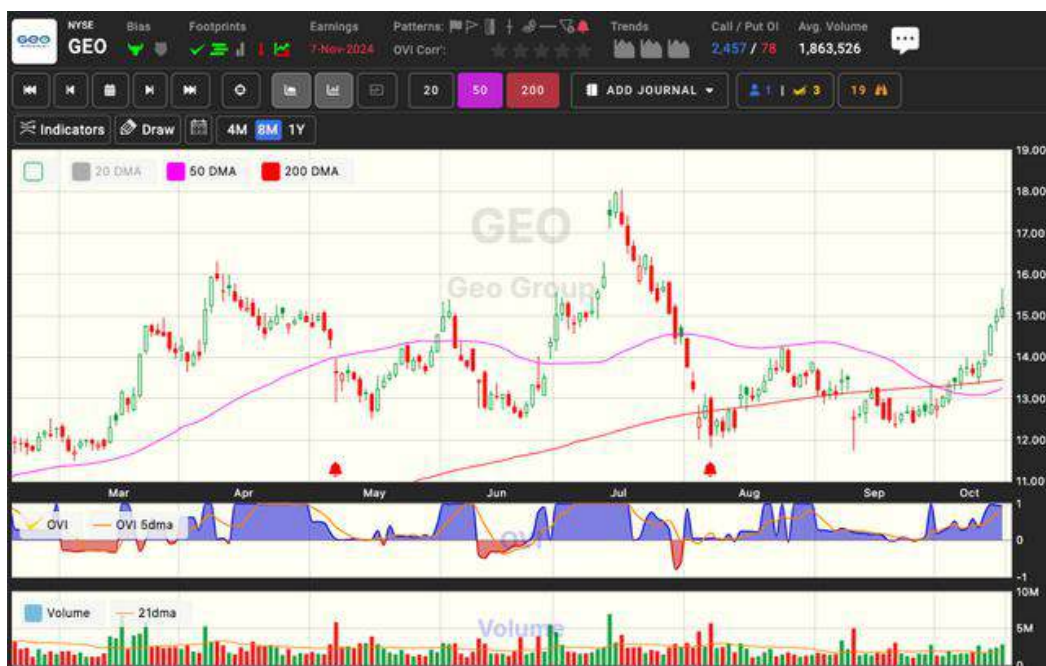 NYSE Bias Footprints Earnings Patterns: Trends Call / Put OI Avg. Volume
GEO GEO 7-Nov-2024 OVI Corr: 2,457 / 78 1,863,526
20 50 200 ADD JOURNAL 1 | 3 19
Indicators Draw 4M 8M 1Y
20 DMA 50 DMA 200 DMA
GEO
Geo Group
19.00
18.00
17.00
16.00
15.00
14.00
13.00
12.00
11.00
Mar Apr May Jun Jul Aug Sep Oct
OVI OVI 5dma
OVI
1
0
-1
Volume 21dma
Volume
10M
5M
0